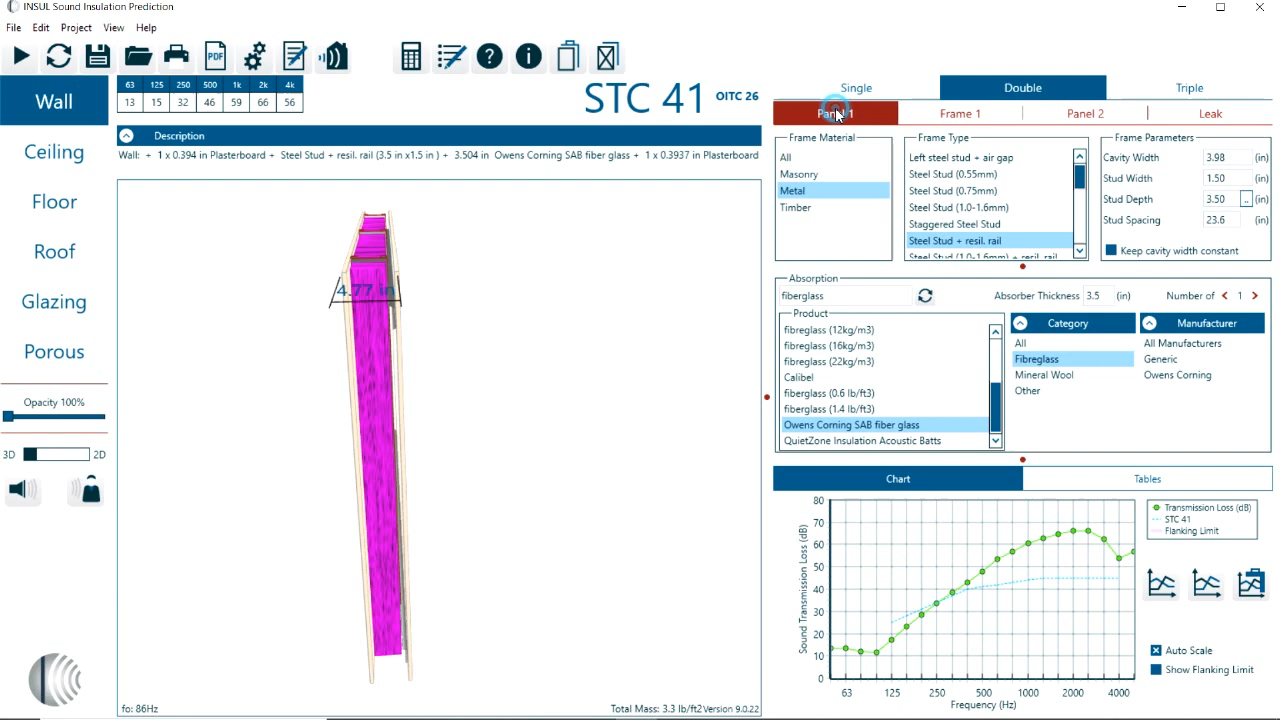 INSUL Sound Insulation Prediction
File Edit Project View Help
PDF
63 125 250 500 1k 2k 4k
13 15 32 46 59 66 56
STC 41 OITC 26
Single Double Triple
Panel 1 Frame 1 Panel 2 Leak
Wall
Ceiling
Floor
Roof
Glazing
Porous
Opacity 100%
3D 2D
Description
Wall: + 1 x 0.394 in Plasterboard + Steel Stud + resil. rail (3.5 in x1.5 in ) + 3.504 in Owens Corning SAB fiber glass + 1 x 0.3937 in Plasterboard
4.77 in
fo: 86Hz
Total Mass: 3.3 lb/ft2 Version 9.0.22
Frame Material
All
Masonry
Metal
Timber
Frame Type
Left steel stud + air gap
Steel Stud (0.55mm)
Steel Stud (0.75mm)
Steel Stud (1.0-1.6mm)
Staggered Steel Stud
Steel Stud + resil. rail
Steel Stud (1.0-1.6mm) + resil. rail
Frame Parameters
Cavity Width 3.98 (in)
Stud Width 1.50 (in)
Stud Depth 3.50 .. (in)
Stud Spacing 23.6 (in)
Keep cavity width constant
Absorption
fiberglass
Absorber Thickness 3.5 (in)
Number of < 1 >
Product
fibreglass (12kg/m3)
fibreglass (16kg/m3)
fibreglass (22kg/m3)
Calibel
fiberglass (0.6 lb/ft3)
fiberglass (1.4 lb/ft3)
Owens Corning SAB fiber glass
QuietZone Insulation Acoustic Batts
Category
All
Fibreglass
Mineral Wool
Other
Manufacturer
All Manufacturers
Generic
Owens Corning
Chart Tables
Sound Transmission Loss (dB)
80
70
60
50
40
30
20
10
0
63 125 250 500 1000 2000 4000
Frequency (Hz)
Transmission Loss (dB)
STC 41
Flanking Limit
Auto Scale
Show Flanking Limit